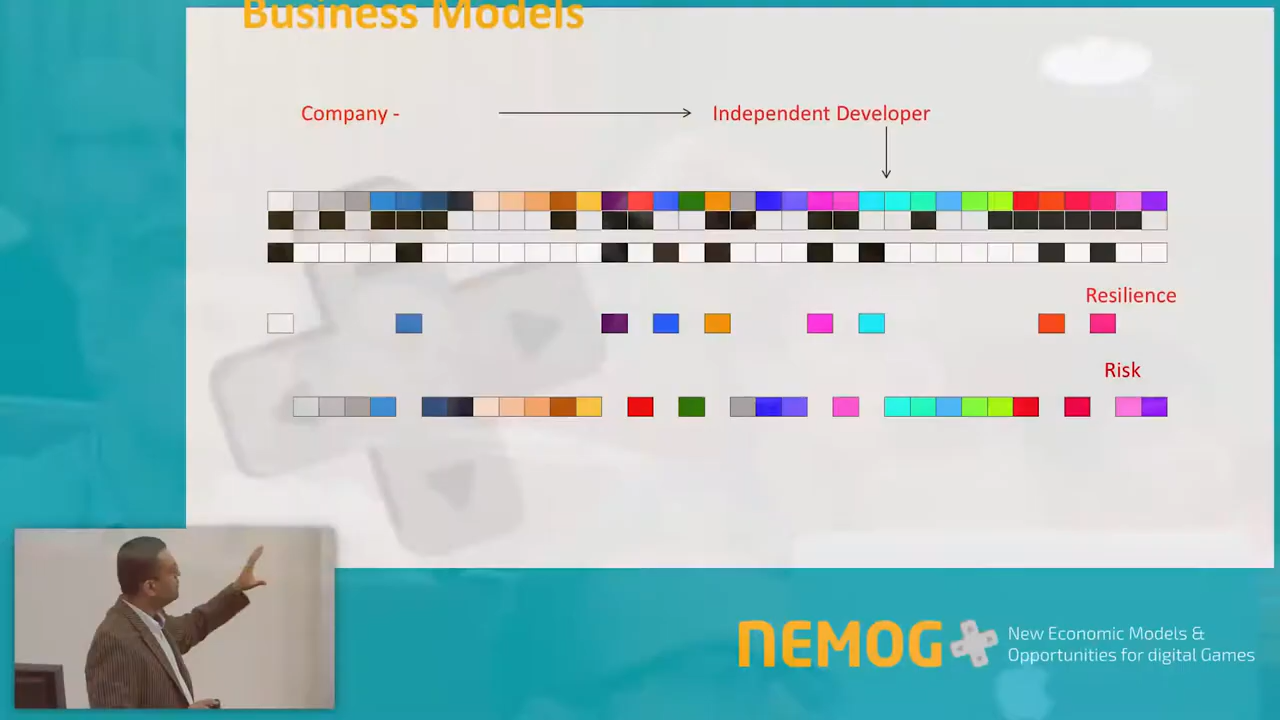 Business Models
Company -
Independent Developer
Resilience
Risk
NEMOG
New Economic Models &
Opportunities for digital Games